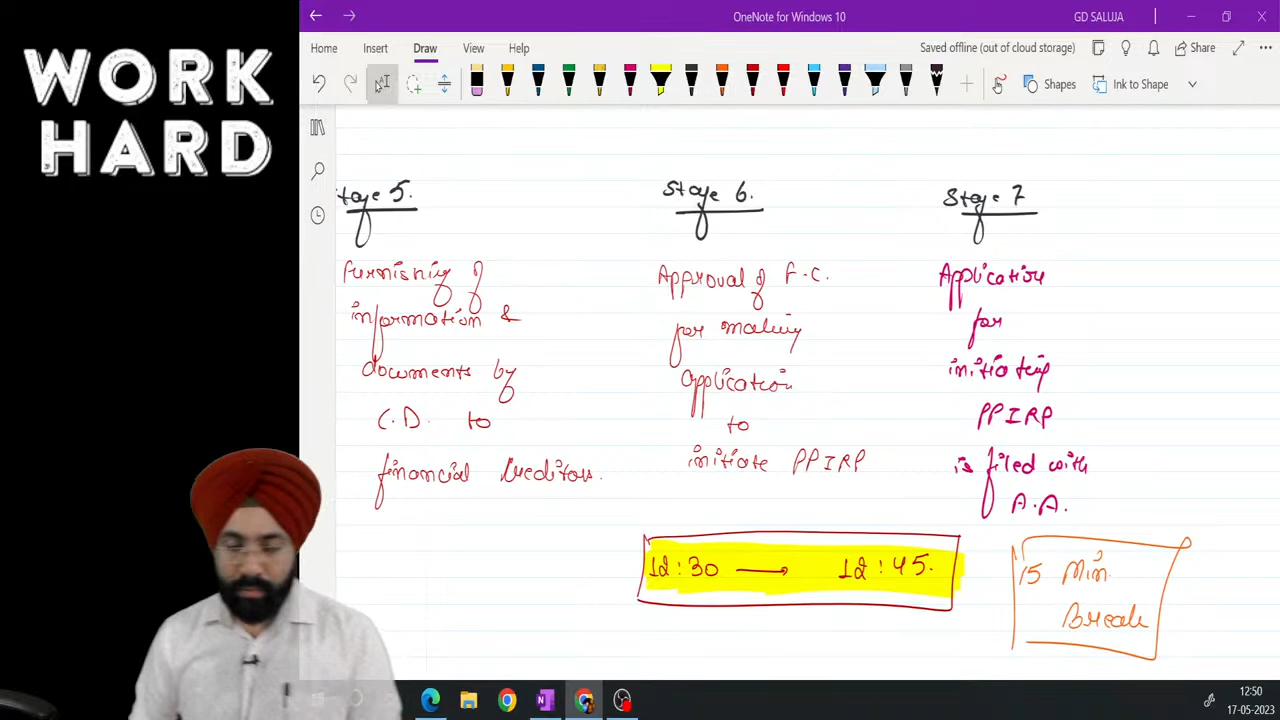 WORK
HARD
OneNote for Windows 10
GD SALUJA
Home
Insert
Draw
View
Help
Saved offline (out of cloud storage)
Share
Shapes
Ink to Shape
tage 5.
Furnishing of
information &
documents by
C.D. to
financial Creditors.
Stage 6.
Approval of F.C.
for making
application
to
initiate PPIRP
Stage 7
Application
for
initiating
PPIRP
is filed with
A.A.
12:30 → 12:45.
15 Min.
Break
12:50
17-05-2023